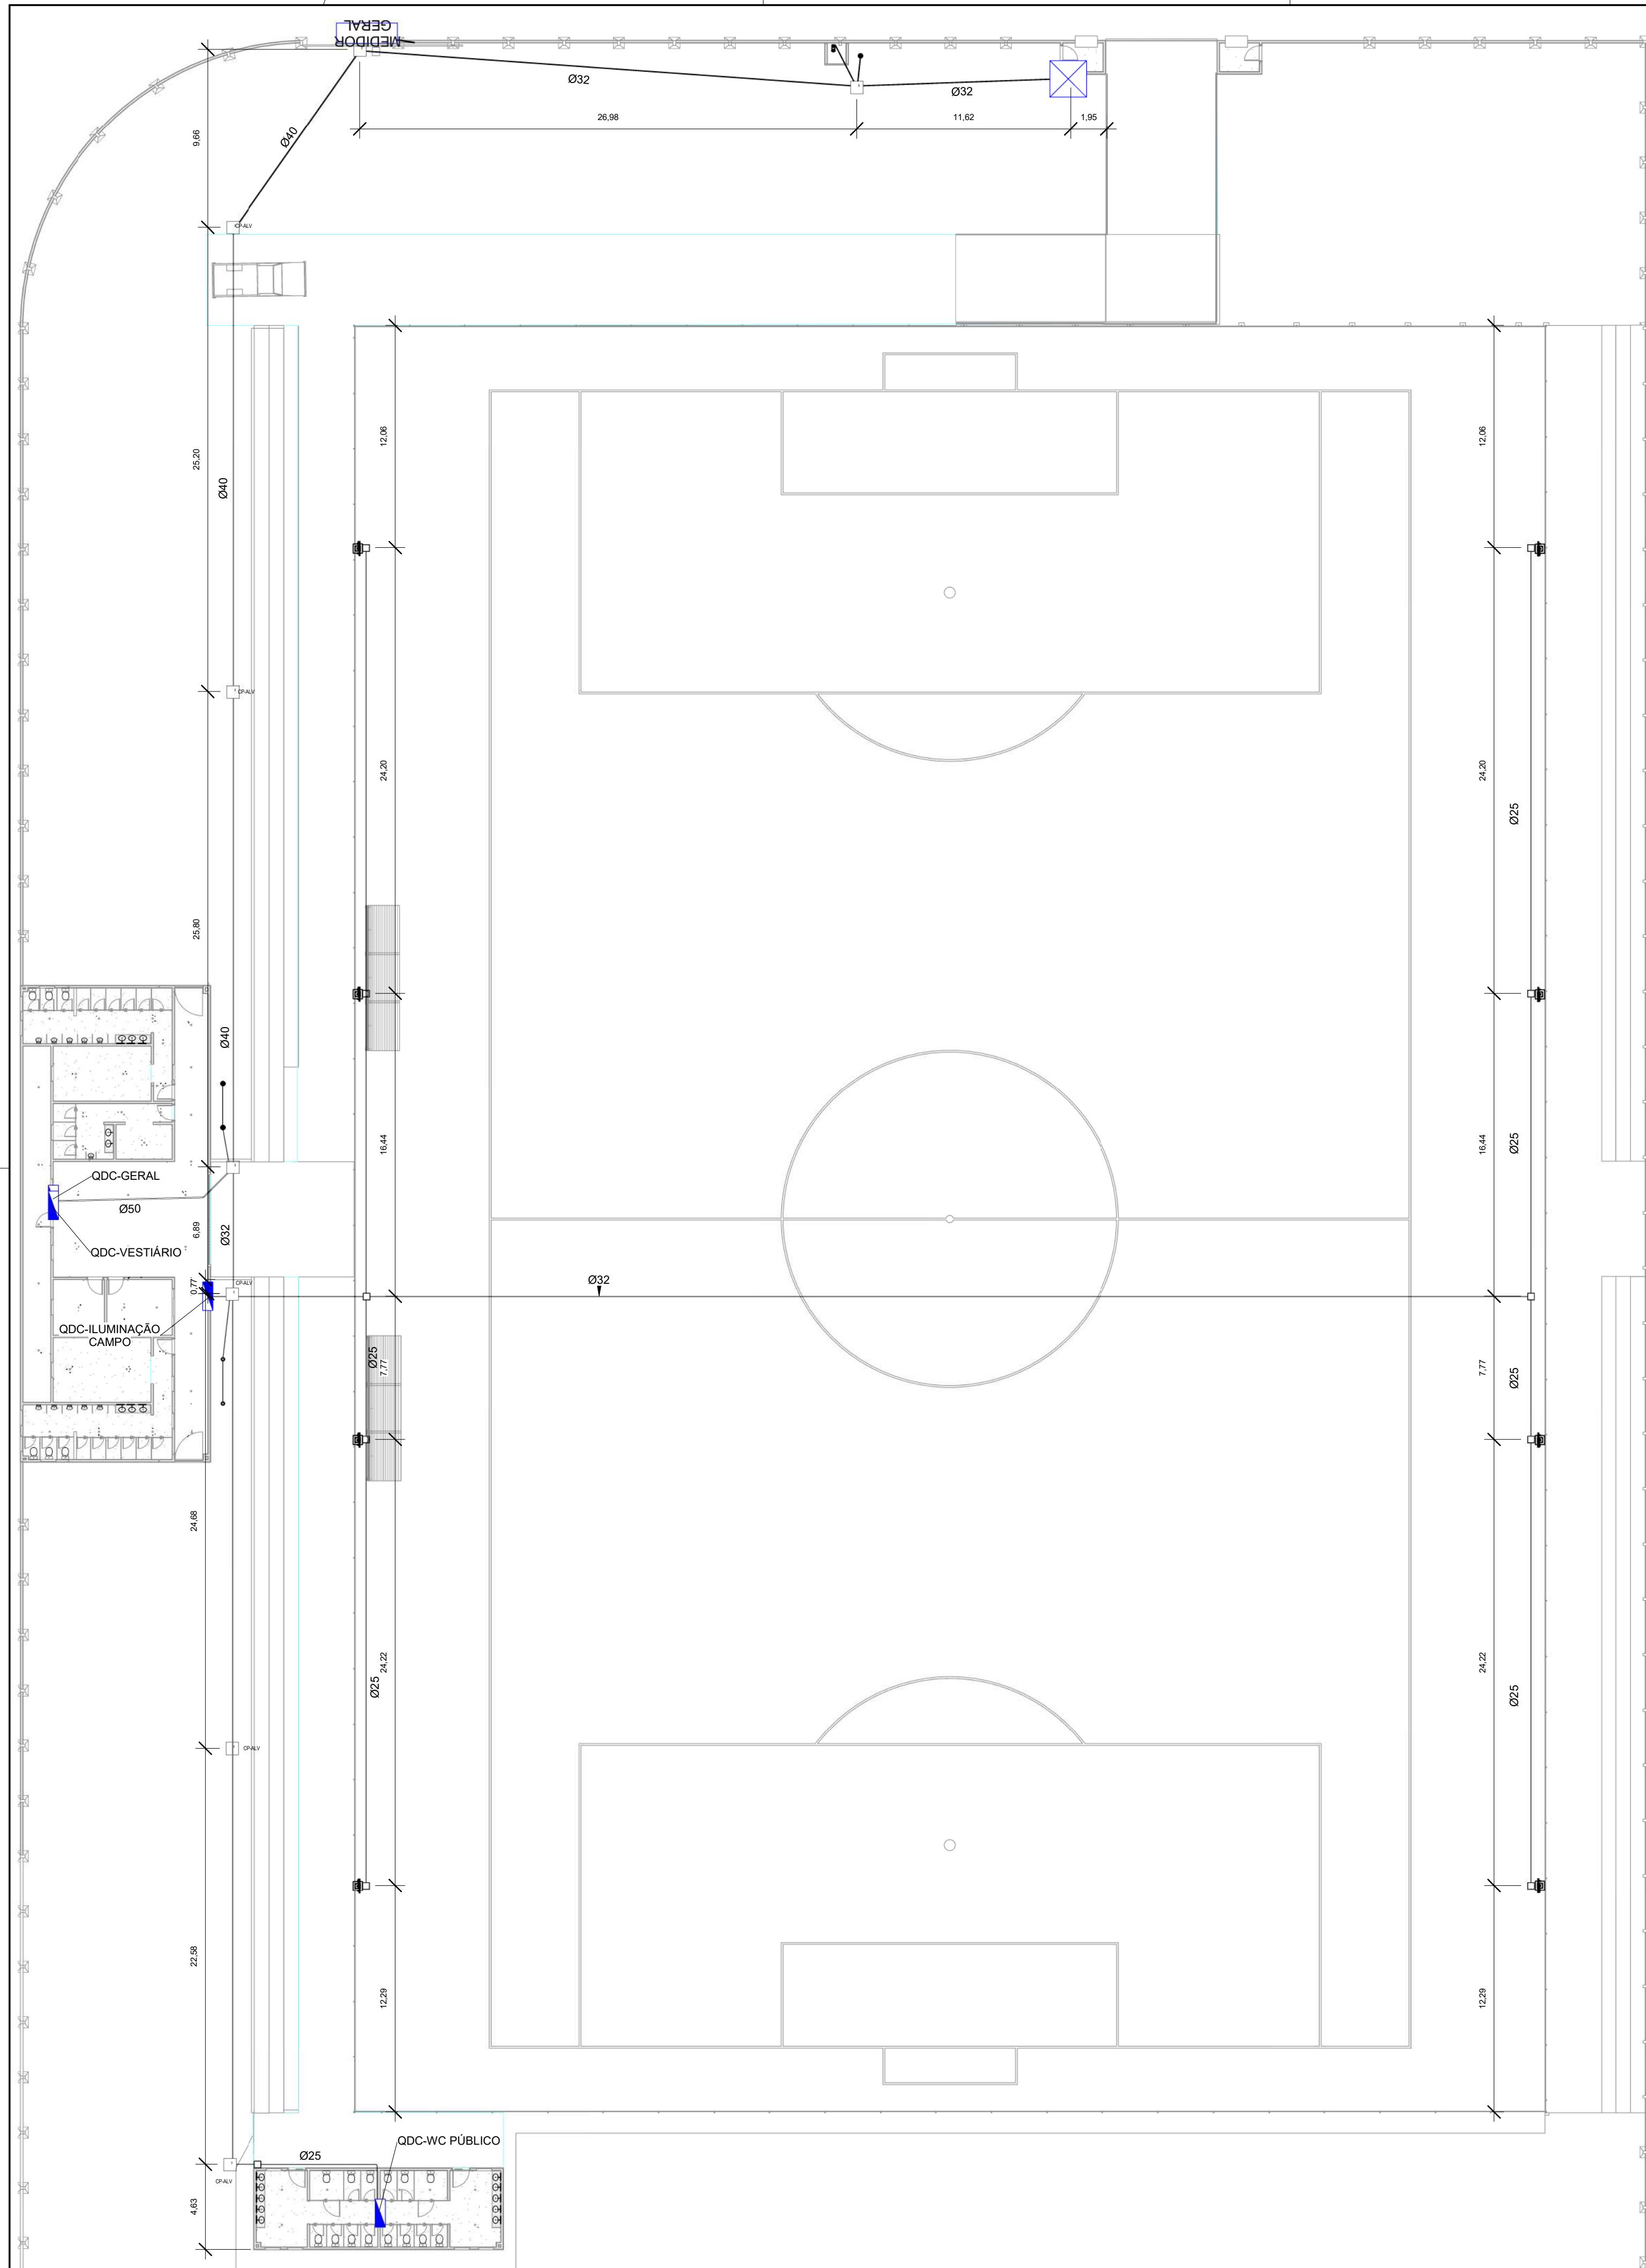 MEDIDOR
GERAL
Ø32
Ø32
26,98
11,62
1,95
9,66
Ø40
CP-ALV
12,06
12,06
25,20
Ø40
CP-ALV
24,20
24,20
Ø25
25,80
Ø40
16,44
16,44
Ø25
QDC-GERAL
Ø50
6,89
Ø32
QDC-VESTIÁRIO
0,77
CP-ALV
Ø32
QDC-ILUMINAÇÃO
CAMPO
Ø25
7,77
7,77
Ø25
24,68
24,22
Ø25
24,22
Ø25
CP-ALV
22,58
12,29
12,29
QDC-WC PÚBLICO
Ø25
CP-ALV
4,63